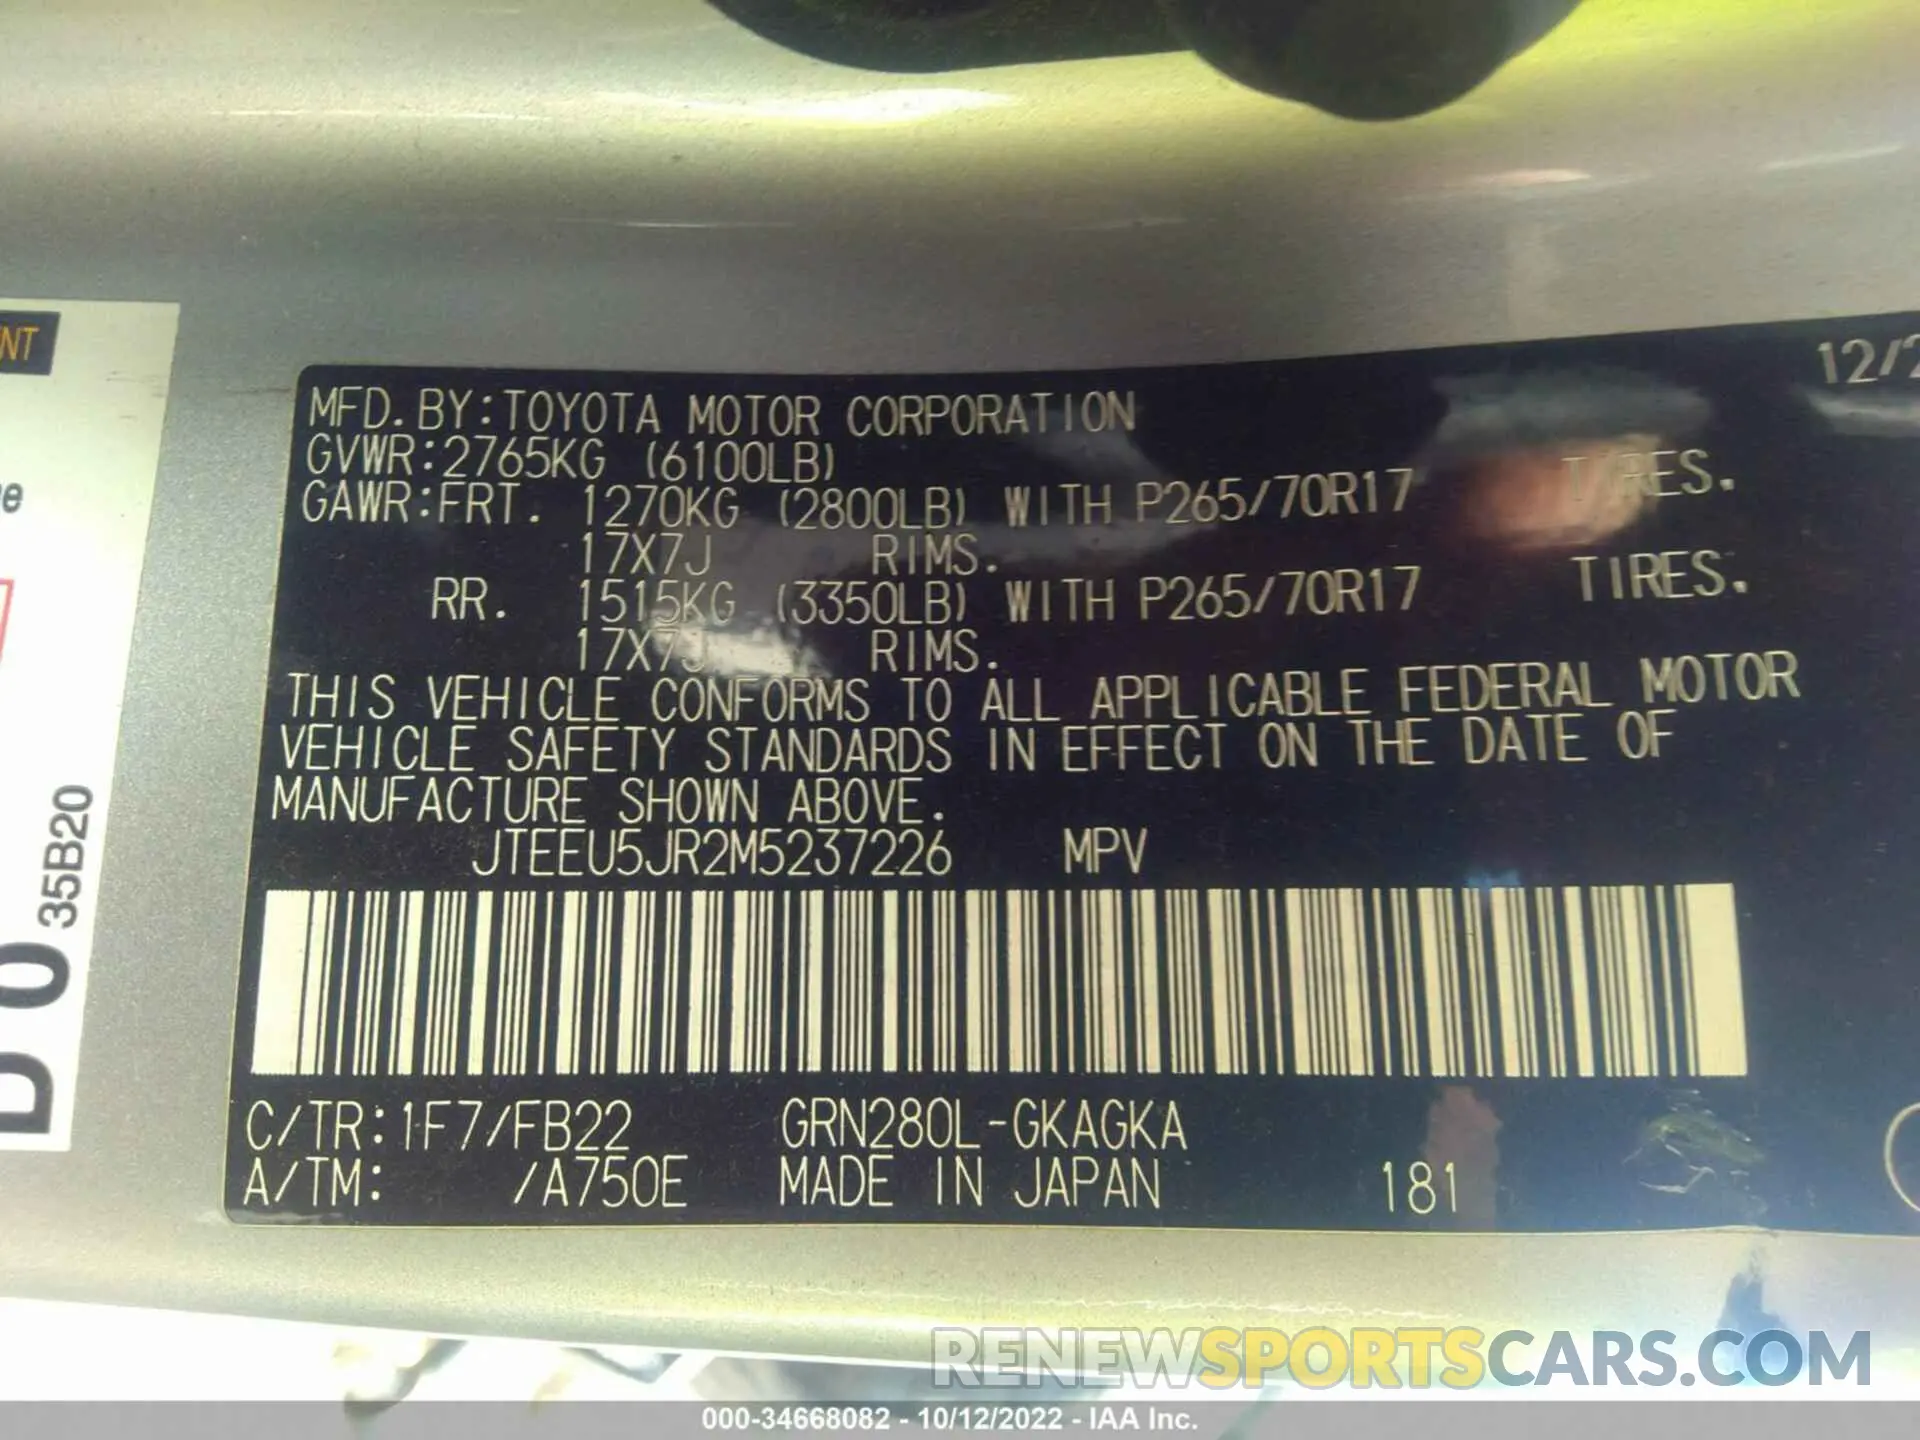 12/2
MFD.BY:TOYOTA MOTOR CORPORATION
GVWR:2765KG (6100LB)
GAWR:FRT. 1270KG (2800LB) WITH P265/70R17 TIRES.
17X7J RIMS.
RR. 1515KG (3350LB) WITH P265/70R17 TIRES.
17X7J RIMS.
THIS VEHICLE CONFORMS TO ALL APPLICABLE FEDERAL MOTOR
VEHICLE SAFETY STANDARDS IN EFFECT ON THE DATE OF
MANUFACTURE SHOWN ABOVE.
JTEEU5JR2M5237226 MPV
C/TR:1F7/FB22 GRN280L-GKAGKA
A/TM: /A750E MADE IN JAPAN 181
NT
35B20
RENEWSPORTSCARS.COM
000-34668082 - 10/12/2022 - IAA Inc.